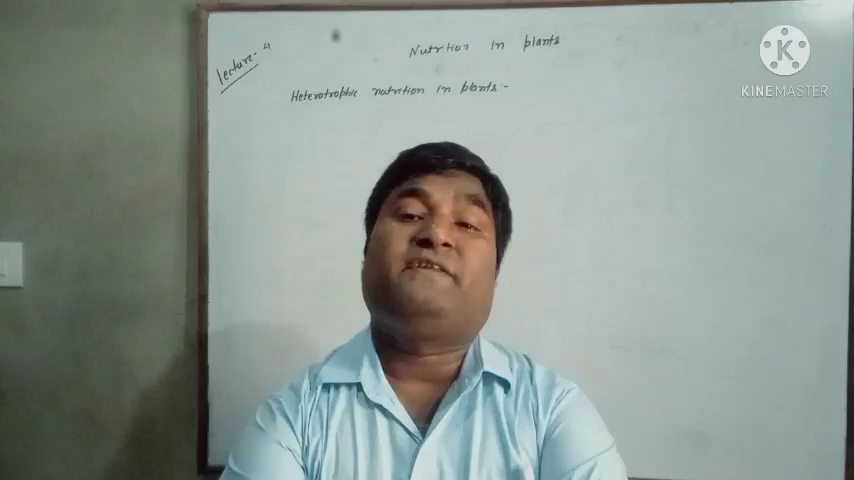 Lecture- 4
Nutrition in plants
Heterotrophic nutrition in plants:-
K
KINEMASTER